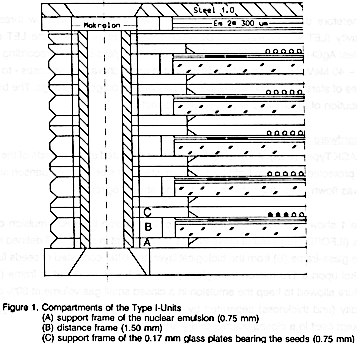 Steel 1.0
Makrolon
Em 2= 300 um
C
B
A
Figure 1. Compartments of the Type I-Units
(A) support frame of the nuclear emulsion (0.75 mm)
(B) distance frame (1.50 mm)
(C) support frame of the 0.17 mm glass plates bearing the seeds (0.75 mm)